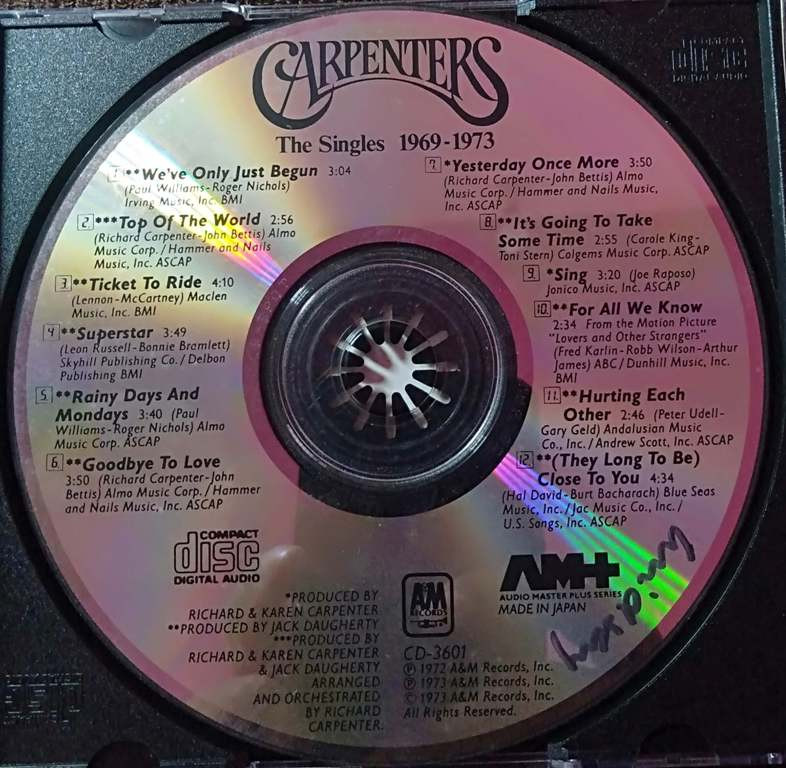 CARPENTERS
The Singles 1969-1973
1. **We've Only Just Begun 3:04
(Paul Williams-Roger Nichols)
Irving Music, Inc. BMI
2. ***Top Of The World 2:56
(Richard Carpenter-John Bettis) Almo
Music Corp./Hammer and Nails
Music, Inc. ASCAP
3. **Ticket To Ride 4:10
(Lennon-McCartney) Maclen
Music, Inc. BMI
4 **Superstar 3:49
(Leon Russell-Bonnie Bramlett)
Skyhill Publishing Co./Delbon
Publishing BMI
5. **Rainy Days And
Mondays 3:40 (Paul
Williams-Roger Nichols) Almo
Music Corp. ASCAP
6. **Goodbye To Love
3:50 (Richard Carpenter-John
Bettis) Almo Music Corp./Hammer
and Nails Music, Inc. ASCAP
7. *Yesterday Once More 3:50
(Richard Carpenter-John Bettis) Almo
Music Corp./Hammer and Nails Music,
Inc. ASCAP
8. **It's Going To Take
Some Time 2:55 (Carole King-
Toni Stern) Colgems Music Corp. ASCAP
9. *Sing 3:20 (Joe Raposo)
Jonico Music, Inc. ASCAP
10. **For All We Know
2:34 From the Motion Picture
"Lovers and Other Strangers"
(Fred Karlin-Robb Wilson-Arthur
James) ABC/Dunhill Music, Inc.
BMI
11. **Hurting Each
Other 2:46 (Peter Udell-
Gary Geld) Andalusian Music
Co., Inc./Andrew Scott, Inc. ASCAP
12. **(They Long To Be)
Close To You 4:34
(Hal David-Burt Bacharach) Blue Seas
Music, Inc./Jac Music Co., Inc./
U.S. Songs, Inc. ASCAP
COMPACT
disc
DIGITAL AUDIO
*PRODUCED BY
RICHARD & KAREN CARPENTER
**PRODUCED BY JACK DAUGHERTY
***PRODUCED BY
RICHARD & KAREN CARPENTER
& JACK DAUGHERTY
ARRANGED
AND ORCHESTRATED
BY RICHARD
CARPENTER.
A&M
RECORDS
AM+
AUDIO MASTER PLUS SERIES
MADE IN JAPAN
CD-3601
℗ 1972 A&M Records, Inc.
℗ 1973 A&M Records, Inc.
© 1973 A&M Records, Inc.
All Rights Reserved.
COMPACT
disc
DIGITAL AUDIO